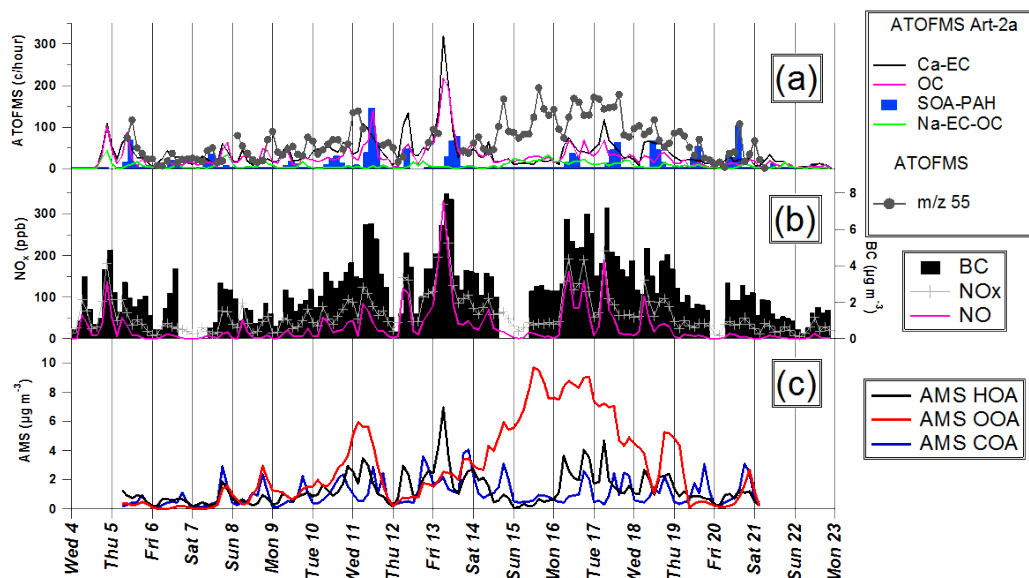 ATOFMS (c/hour)
300
200
100
0
(a)
ATOFMS Art-2a
Ca-EC
OC
SOA-PAH
Na-EC-OC
ATOFMS
m/z 55
NOx (ppb)
300
200
100
0
(b)
8
6
4
2
0
BC (µg m-3)
BC
NOx
NO
AMS (µg m-3)
10
8
6
4
2
0
(c)
AMS HOA
AMS OOA
AMS COA
Wed 4
Thu 5
Fri 6
Sat 7
Sun 8
Mon 9
Tue 10
Wed 11
Thu 12
Fri 13
Sat 14
Sun 15
Mon 16
Tue 17
Wed 18
Thu 19
Fri 20
Sat 21
Sun 22
Mon 23